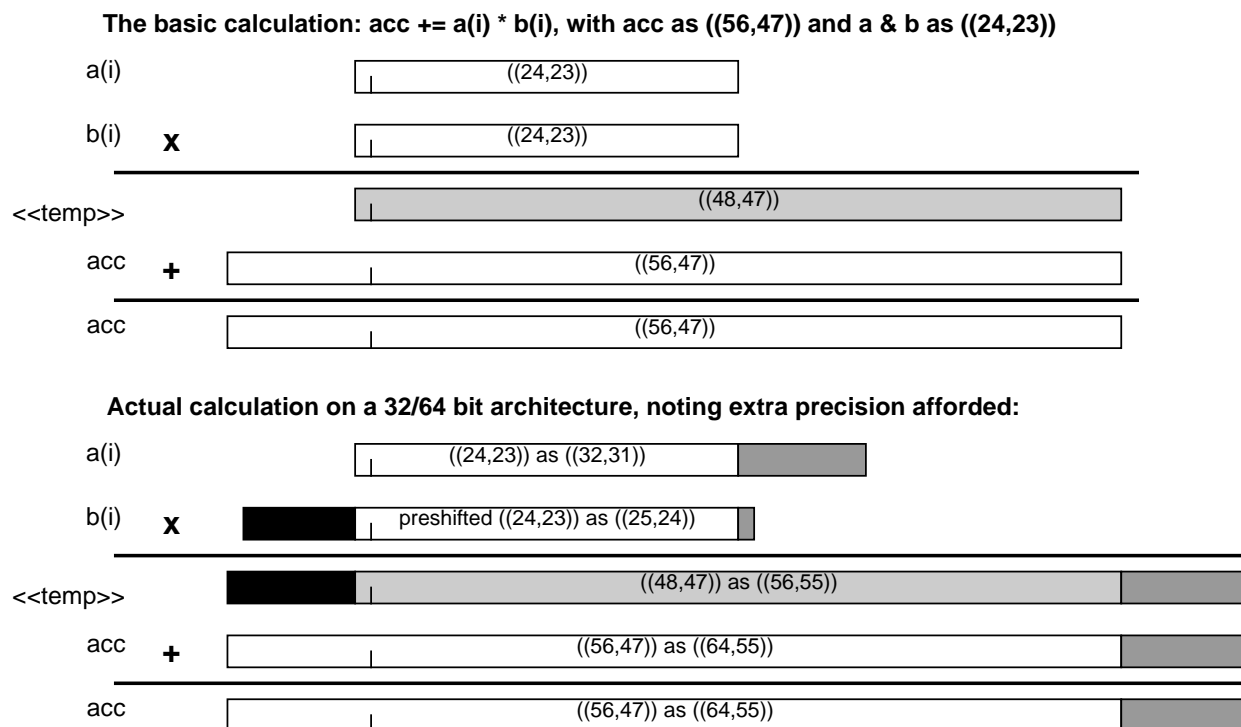 The basic calculation: acc += a(i) * b(i), with acc as ((56,47)) and a & b as ((24,23))
a(i) ((24,23))
b(i) x ((24,23))
<<temp>> ((48,47))
acc + ((56,47))
acc ((56,47))
Actual calculation on a 32/64 bit architecture, noting extra precision afforded:
a(i) ((24,23)) as ((32,31))
b(i) x preshifted ((24,23)) as ((25,24))
<<temp>> ((48,47)) as ((56,55))
acc + ((56,47)) as ((64,55))
acc ((56,47)) as ((64,55))